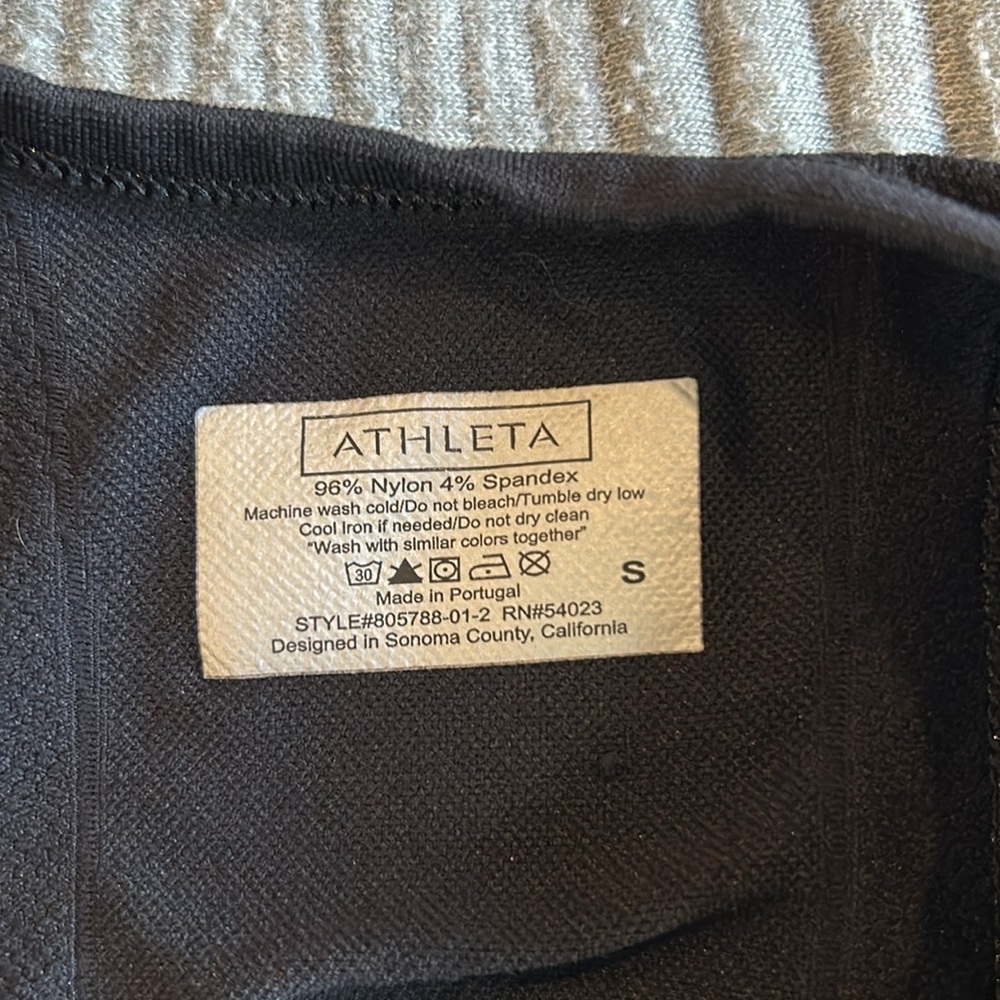 ATHLETA
96% Nylon 4% Spandex
Machine wash cold/Do not bleach/Tumble dry low
Cool Iron if needed/Do not dry clean
"Wash with similar colors together"
30
S
Made in Portugal
STYLE#805788-01-2 RN#54023
Designed in Sonoma County, California